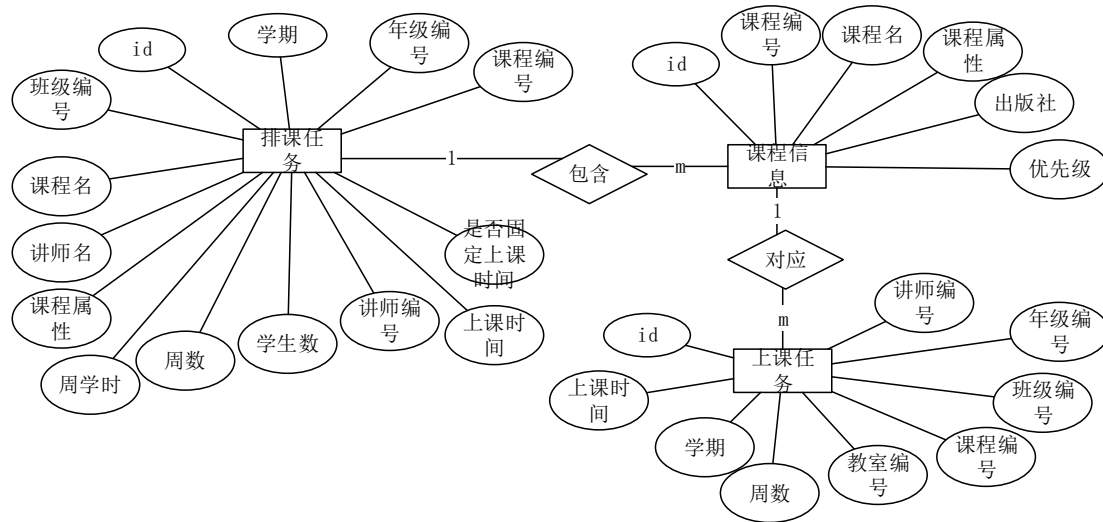 id
学期
年级编
号
课程编
号
班级编
号
排课任
务
课程名
讲师名
课程属
性
周学时
周数
学生数
讲师编
号
上课时
间
是否固
定上课
时间
1
包含
m
id
课程编
号
课程名
课程属
性
出版社
优先级
课程信
息
1
对应
m
id
上课任
务
讲师编
号
年级编
号
班级编
号
课程编
号
教室编
号
周数
学期
上课时
间